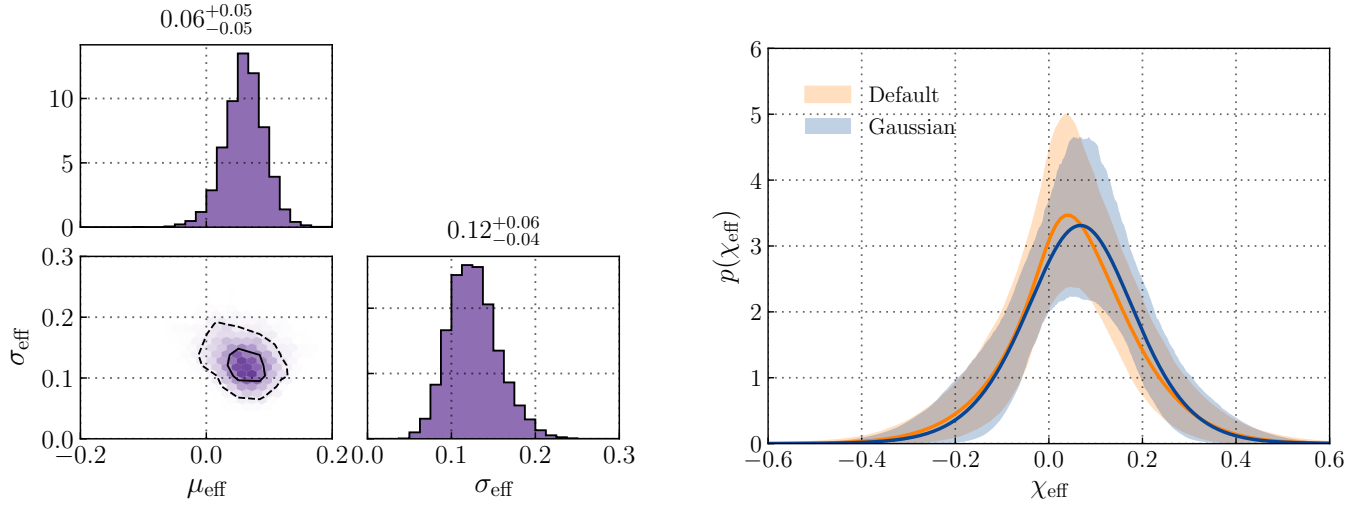 0.06^{+0.05}_{-0.05}
10
5
0
0.12^{+0.06}_{-0.04}
0.3
0.2
0.1
0.0
σ_eff
−0.2 0.0 0.2
μ_eff
0.0 0.1 0.2 0.3
σ_eff
6
5
4
3
2
1
0
p(χ_eff)
Default
Gaussian
−0.6 −0.4 −0.2 0.0 0.2 0.4 0.6
χ_eff